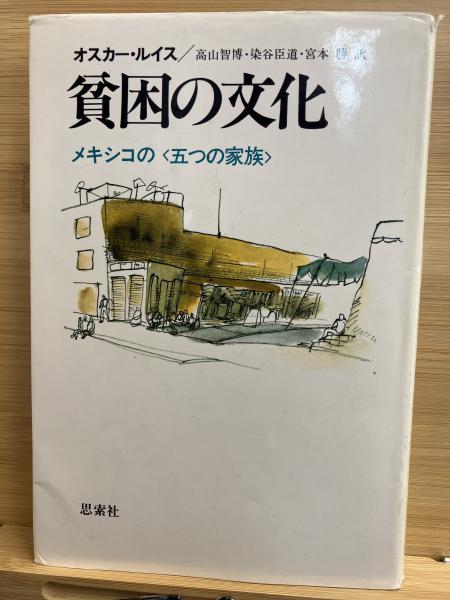 オスカー・ルイス/高山智博・染谷臣道・宮本 勝 訳
貧困の文化
メキシコの〈五つの家族〉
思索社